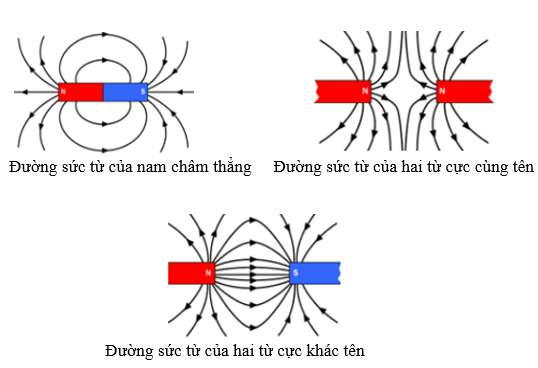 N S
N N
Đường sức từ của nam châm thẳng
Đường sức từ của hai từ cực cùng tên
N S
Đường sức từ của hai từ cực khác tên